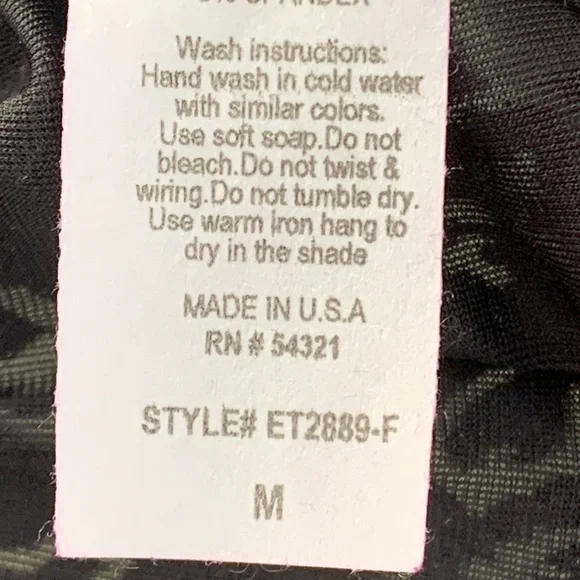 SPANDEX
Wash instructions:
Hand wash in cold water
with similar colors.
Use soft soap.Do not
bleach.Do not twist &
wiring.Do not tumble dry.
Use warm iron hang to
dry in the shade
MADE IN U.S.A
RN # 54321
STYLE# ET2889-F
M